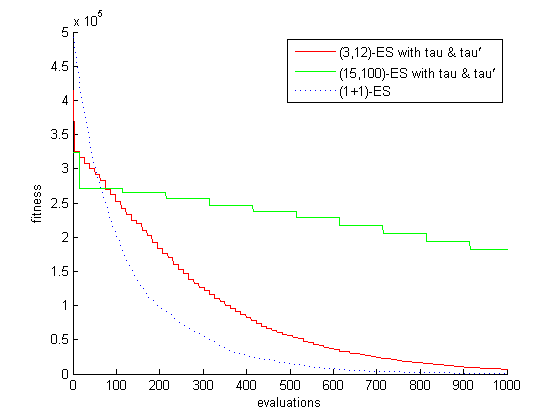 x 10⁵
5
4.5
4
3.5
3
2.5
2
1.5
1
0.5
0
fitness
(3,12)-ES with tau & tau′
(15,100)-ES with tau & tau′
(1+1)-ES
0 100 200 300 400 500 600 700 800 900 1000
evaluations